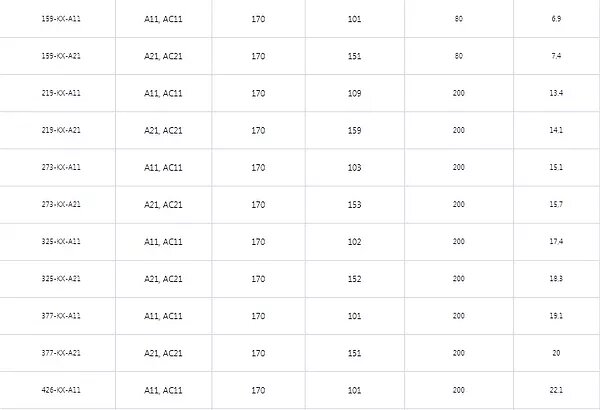 159-KX-A11 A11, AC11 170 101 80 6.9
159-KX-A21 A21, AC21 170 151 80 7.4
219-KX-A11 A11, AC11 170 109 200 13.4
219-KX-A21 A21, AC21 170 159 200 14.1
273-KX-A11 A11, AC11 170 103 200 15.1
273-KX-A21 A21, AC21 170 153 200 15.7
325-KX-A11 A11, AC11 170 102 200 17.4
325-KX-A21 A21, AC21 170 152 200 18.3
377-KX-A11 A11, AC11 170 101 200 19.1
377-KX-A21 A21, AC21 170 151 200 20
426-KX-A11 A11, AC11 170 101 200 22.1